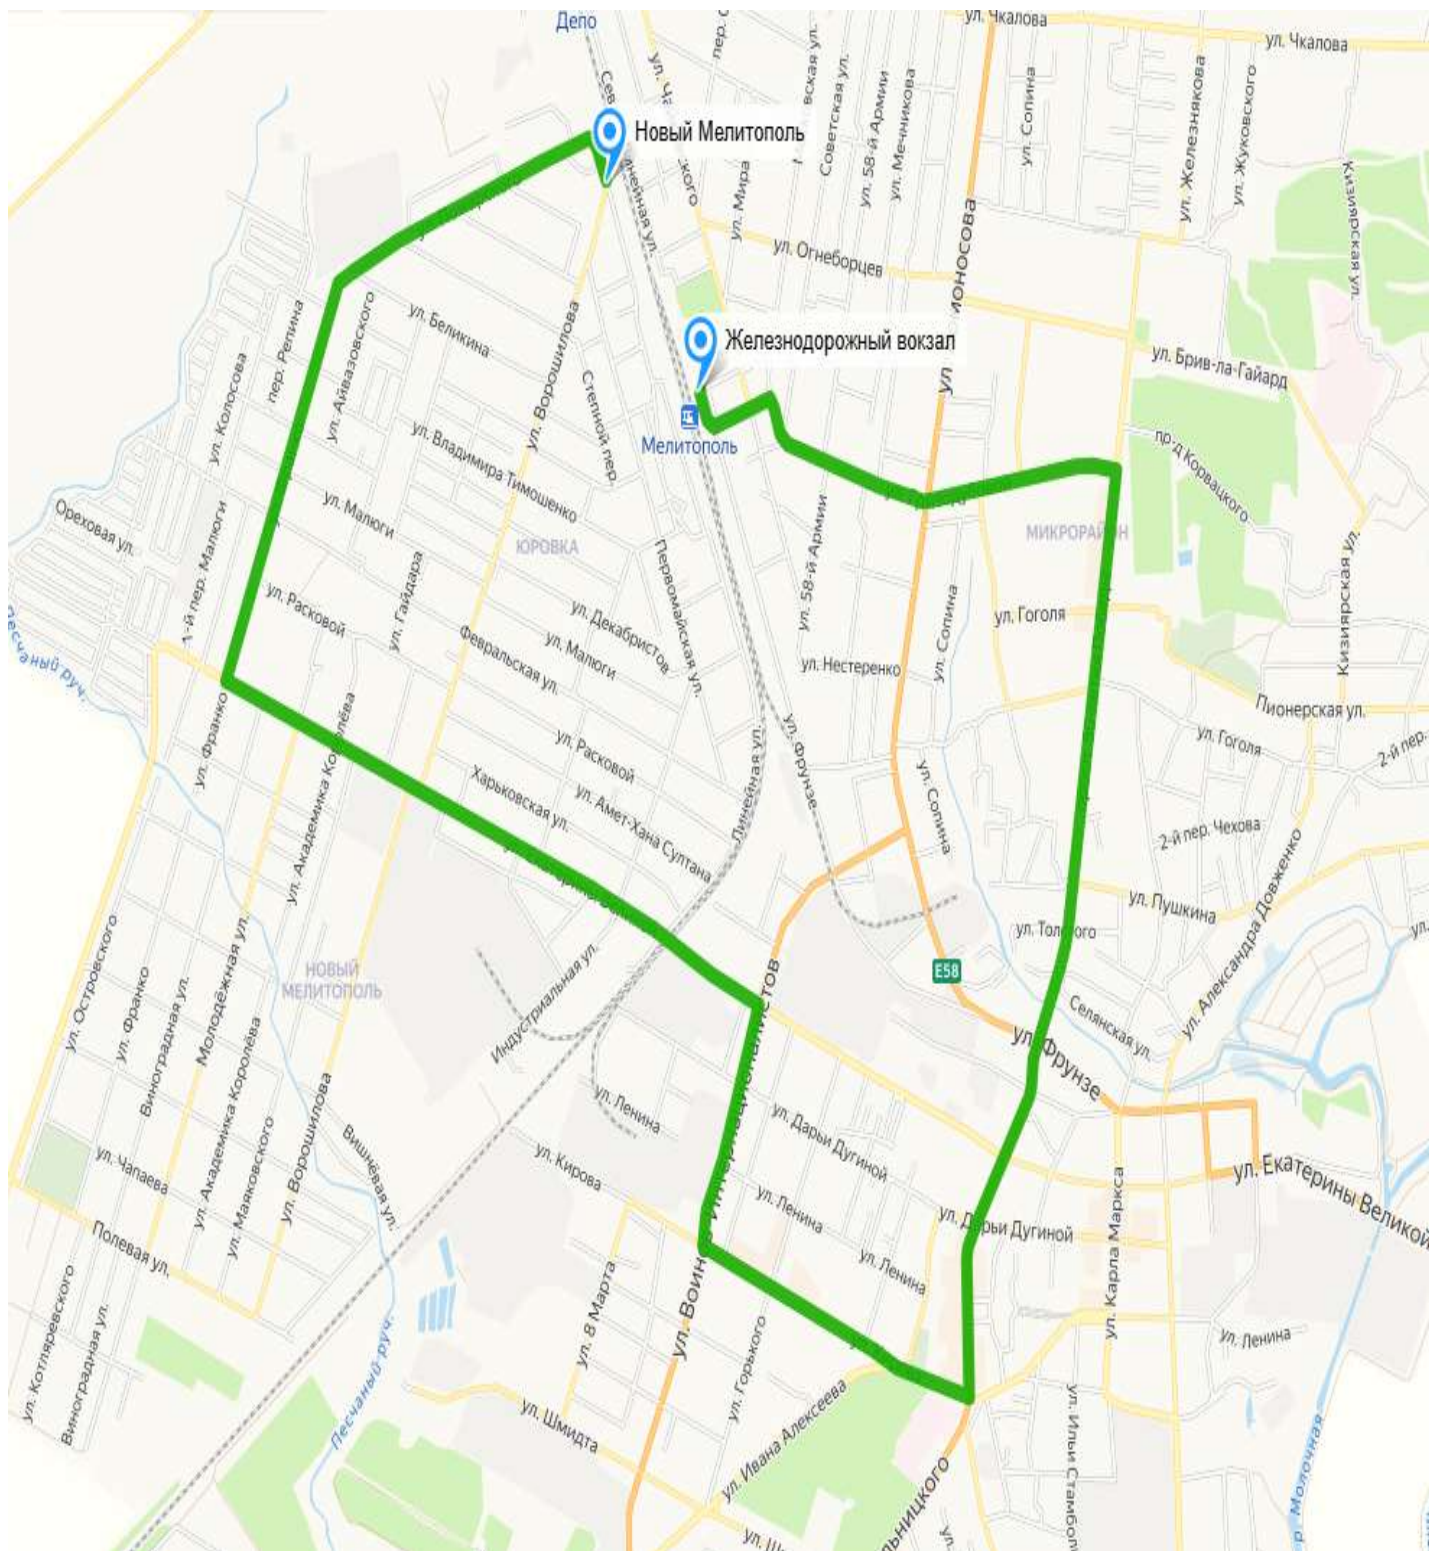 Депо
ул. Чкалова
ул. Чкалова
Новый Мелитополь
ул. Мира
Советская ул.
ул. 58-й Армии
ул. Мечникова
ул. Сопина
ул. Железнякова
ул. Жуковского
Кизиярская ул.
ул. Огнеборцев
Железнодорожный вокзал
ул. Брив-ла-Гайард
пер. Репина
ул. Айвазовского
ул. Беликина
ул. Ворошилова
Степной пер.
ул. Колосова
Мелитополь
ул. Владимира Тимошенко
пр-д Корвацкого
Ореховая ул.
1-й пер. Малюги
ул. Малюги
ЮРОВКА
Первомайская ул.
ул. 58-й Армии
МИКРОРАЙОН
Кизиярская ул.
ул. Расковой
ул. Гайдара
ул. Декабристов
ул. Малюги
Февральская ул.
ул. Нестеренко
ул. Сопина
ул. Гоголя
Песчаный руч.
ул. Франко
ул. Академика Королёва
ул. Расковой
Харьковская ул.
ул. Амет-Хана Султана
Линейная ул.
ул. Фрунзе
ул. Сопина
Пионерская ул.
ул. Гоголя
2-й пер.
2-й пер. Чехова
ул. Пушкина
ул. Толстого
ул. Александра Довженко
ул.
ул. Островского
ул. Франко
Виноградная ул.
Молодёжная ул.
НОВЫЙ
МЕЛИТОПОЛЬ
Индустриальная ул.
E58
Селянская ул.
ул. Фрунзе
ул. Академика Королёва
ул. Маяковского
ул. Ворошилова
Вишнёвая ул.
ул. Ленина
ул. Кирова
ул. Дарьи Дугиной
ул. Ленина
ул. Ленина
ул. Дарьи Дугиной
ул. Карла Маркса
ул. Екатерины Великой
ул. Чапаева
Полевая ул.
ул. Котляревского
Виноградная ул.
Песчаный руч.
ул. 8 Марта
ул. Горького
ул. Шмидта
ул. Ивана Алексеева
ул. Ленина
р. Молочная